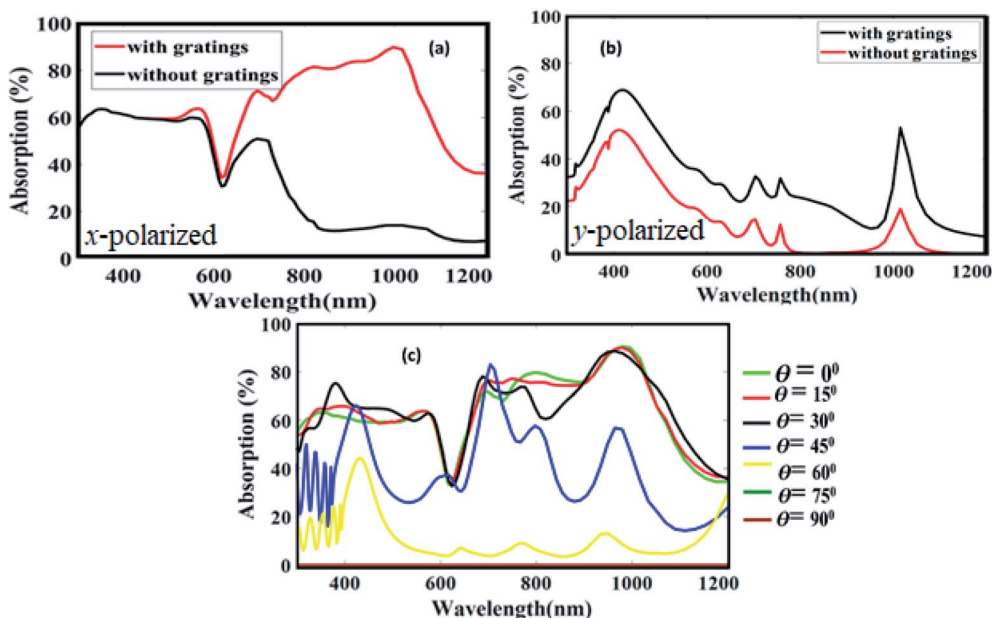 100
80
60
40
20
0
Absorption (%)
with gratings
without gratings
(a)
x-polarized
400
600
800
1000
1200
Wavelength(nm)
100
80
60
40
20
0
Absorption (%)
(b)
with gratings
without gratings
y-polarized
400
600
800
1000
1200
Wavelength(nm)
100
80
60
40
20
0
Absorption (%)
(c)
400
600
800
1000
1200
Wavelength(nm)
θ = 0⁰
θ = 15⁰
θ = 30⁰
θ = 45⁰
θ = 60⁰
θ = 75⁰
θ = 90⁰